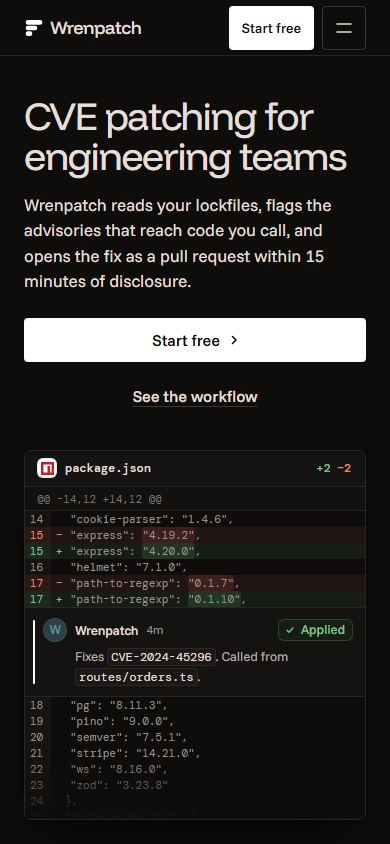 Wrenpatch
Start free
CVE patching for
engineering teams
Wrenpatch reads your lockfiles, flags the
advisories that reach code you call, and
opens the fix as a pull request within 15
minutes of disclosure.
Start free
See the workflow
package.json +2 −2
@@ -14,12 +14,12 @@
14 "cookie-parser": "1.4.6",
15 − "express": "4.19.2",
15 + "express": "4.20.0",
16 "helmet": "7.1.0",
17 − "path-to-regexp": "0.1.7",
17 + "path-to-regexp": "0.1.10",
W Wrenpatch 4m Applied
Fixes CVE-2024-45296. Called from
routes/orders.ts.
18 "pg": "8.11.3",
19 "pino": "9.0.0",
20 "semver": "7.5.1",
21 "stripe": "14.21.0",
22 "ws": "8.16.0",
23 "zod": "3.23.8"
24 },